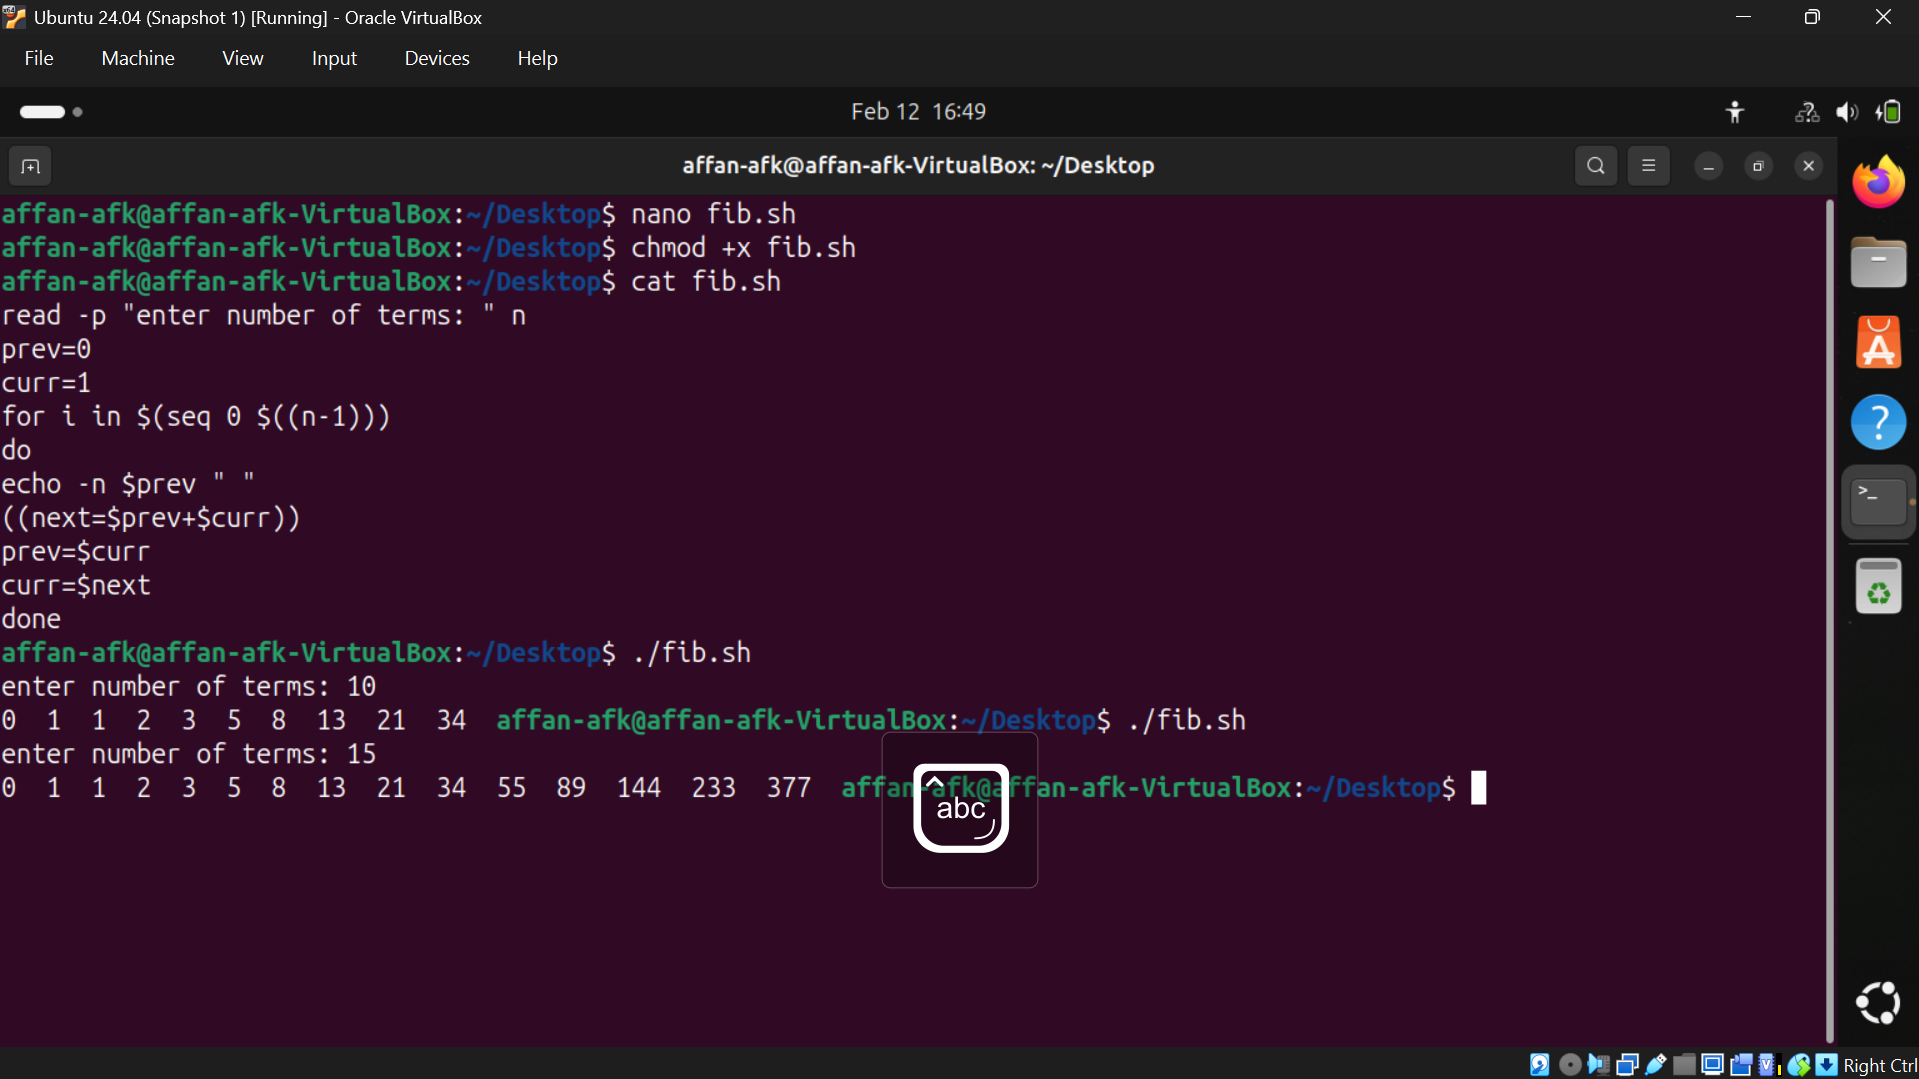 Ubuntu 24.04 (Snapshot 1) [Running] - Oracle VirtualBox
File Machine View Input Devices Help
Feb 12 16:49
affan-afk@affan-afk-VirtualBox: ~/Desktop
affan-afk@affan-afk-VirtualBox:~/Desktop$ nano fib.sh
affan-afk@affan-afk-VirtualBox:~/Desktop$ chmod +x fib.sh
affan-afk@affan-afk-VirtualBox:~/Desktop$ cat fib.sh
read -p "enter number of terms: " n
prev=0
curr=1
for i in $(seq 0 $((n-1)))
do
echo -n $prev " "
((next=$prev+$curr))
prev=$curr
curr=$next
done
affan-afk@affan-afk-VirtualBox:~/Desktop$ ./fib.sh
enter number of terms: 10
0  1  1  2  3  5  8  13  21  34  affan-afk@affan-afk-VirtualBox:~/Desktop$ ./fib.sh
enter number of terms: 15
0  1  1  2  3  5  8  13  21  34  55  89  144  233  377  affan-afk@affan-afk-VirtualBox:~/Desktop$
abc
Right Ctrl